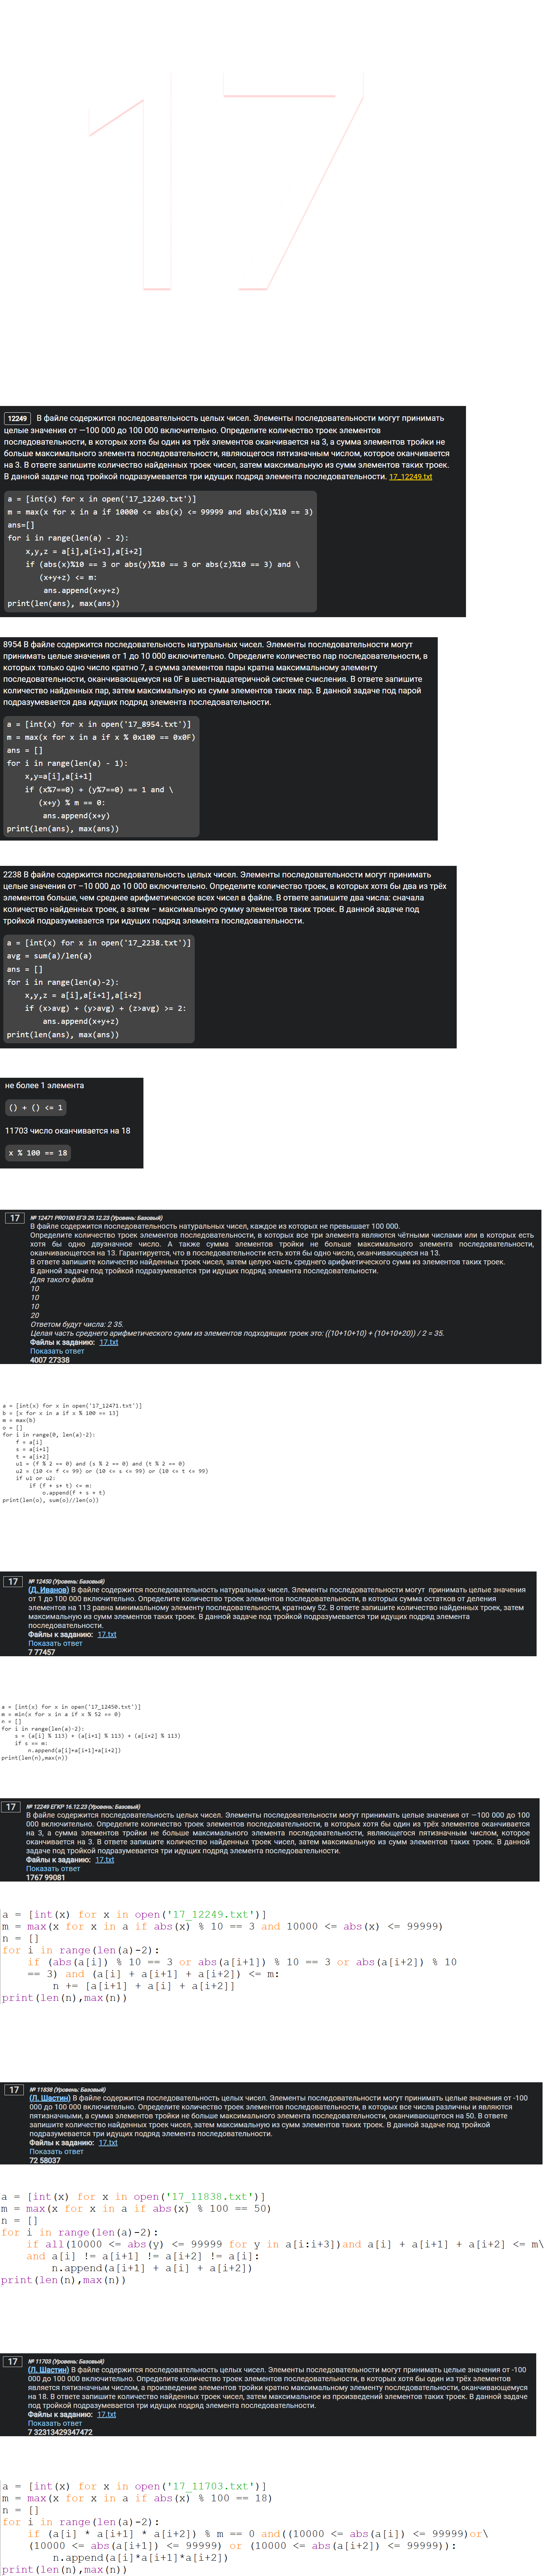 17
12249 В файле содержится последовательность целых чисел. Элементы последовательности могут принимать
целые значения от —100 000 до 100 000 включительно. Определите количество троек элементов
последовательности, в которых хотя бы один из трёх элементов оканчивается на 3, а сумма элементов тройки не
больше максимального элемента последовательности, являющегося пятизначным числом, которое оканчивается
на 3. В ответе запишите количество найденных троек чисел, затем максимальную из сумм элементов таких троек.
В данной задаче под тройкой подразумевается три идущих подряд элемента последовательности. 17_12249.txt
a = [int(x) for x in open('17_12249.txt')]
m = max(x for x in a if 10000 <= abs(x) <= 99999 and abs(x)%10 == 3)
ans=[]
for i in range(len(a) - 2):
x,y,z = a[i],a[i+1],a[i+2]
if (abs(x)%10 == 3 or abs(y)%10 == 3 or abs(z)%10 == 3) and \
(x+y+z) <= m:
ans.append(x+y+z)
print(len(ans), max(ans))
8954 В файле содержится последовательность натуральных чисел. Элементы последовательности могут
принимать целые значения от 1 до 10 000 включительно. Определите количество пар последовательности, в
которых только одно число кратно 7, а сумма элементов пары кратна максимальному элементу
последовательности, оканчивающемуся на 0F в шестнадцатеричной системе счисления. В ответе запишите
количество найденных пар, затем максимальную из сумм элементов таких пар. В данной задаче под парой
подразумевается два идущих подряд элемента последовательности.
a = [int(x) for x in open('17_8954.txt')]
m = max(x for x in a if x % 0x100 == 0x0F)
ans = []
for i in range(len(a) - 1):
x,y=a[i],a[i+1]
if (x%7==0) + (y%7==0) == 1 and \
(x+y) % m == 0:
ans.append(x+y)
print(len(ans), max(ans))
2238 В файле содержится последовательность целых чисел. Элементы последовательности могут принимать
целые значения от −10 000 до 10 000 включительно. Определите количество троек, в которых хотя бы два из трёх
элементов больше, чем среднее арифметическое всех чисел в файле. В ответе запишите два числа: сначала
количество найденных троек, а затем – максимальную сумму элементов таких троек. В данной задаче под
тройкой подразумевается три идущих подряд элемента последовательности.
a = [int(x) for x in open('17_2238.txt')]
avg = sum(a)/len(a)
ans = []
for i in range(len(a)-2):
x,y,z = a[i],a[i+1],a[i+2]
if (x>avg) + (y>avg) + (z>avg) >= 2:
ans.append(x+y+z)
print(len(ans), max(ans))
не более 1 элемента
() + () <= 1
11703 число оканчивается на 18
x % 100 == 18
17 № 12471 PRO100 ЕГЭ 29.12.23 (Уровень: Базовый)
В файле содержится последовательность натуральных чисел, каждое из которых не превышает 100 000.
Определите количество троек элементов последовательности, в которых все три элемента являются чётными числами или в которых есть
хотя бы одно двузначное число. А также сумма элементов тройки не больше максимального элемента последовательности,
оканчивающегося на 13. Гарантируется, что в последовательности есть хотя бы одно число, оканчивающееся на 13.
В ответе запишите количество найденных троек чисел, затем целую часть среднего арифметического сумм из элементов таких троек.
В данной задаче под тройкой подразумевается три идущих подряд элемента последовательности.
Для такого файла
10
10
10
20
Ответом будут числа: 2 35.
Целая часть среднего арифметического сумм из элементов подходящих троек это: ((10+10+10) + (10+10+20)) / 2 = 35.
Файлы к заданию: 17.txt
Показать ответ
4007 27338
a = [int(x) for x in open('17_12471.txt')]
b = [x for x in a if x % 100 == 13]
m = max(b)
o = []
for i in range(0, len(a)-2):
f = a[i]
s = a[i+1]
t = a[i+2]
u1 = (f % 2 == 0) and (s % 2 == 0) and (t % 2 == 0)
u2 = (10 <= f <= 99) or (10 <= s <= 99) or (10 <= t <= 99)
if u1 or u2:
if (f + s+ t) <= m:
o.append(f + s + t)
print(len(o), sum(o)//len(o))
17 № 12450 (Уровень: Базовый)
(Д. Иванов) В файле содержится последовательность натуральных чисел. Элементы последовательности могут принимать целые значения
от 1 до 100 000 включительно. Определите количество троек элементов последовательности, в которых сумма остатков от деления
элементов на 113 равна минимальному элементу последовательности, кратному 52. В ответе запишите количество найденных троек, затем
максимальную из сумм элементов таких троек. В данной задаче под тройкой подразумевается три идущих подряд элемента
последовательности.
Файлы к заданию: 17.txt
Показать ответ
7 77457
a = [int(x) for x in open('17_12450.txt')]
m = min(x for x in a if x % 52 == 0)
n = []
for i in range(len(a)-2):
s = (a[i] % 113) + (a[i+1] % 113) + (a[i+2] % 113)
if s == m:
n.append(a[i]+a[i+1]+a[i+2])
print(len(n),max(n))
17 № 12249 ЕГКР 16.12.23 (Уровень: Базовый)
В файле содержится последовательность целых чисел. Элементы последовательности могут принимать целые значения от —100 000 до 100
000 включительно. Определите количество троек элементов последовательности, в которых хотя бы один из трёх элементов оканчивается
на 3, а сумма элементов тройки не больше максимального элемента последовательности, являющегося пятизначным числом, которое
оканчивается на 3. В ответе запишите количество найденных троек чисел, затем максимальную из сумм элементов таких троек. В данной
задаче под тройкой подразумевается три идущих подряд элемента последовательности.
Файлы к заданию: 17.txt
Показать ответ
1767 99081
a = [int(x) for x in open('17_12249.txt')]
m = max(x for x in a if abs(x) % 10 == 3 and 10000 <= abs(x) <= 99999)
n = []
for i in range(len(a)-2):
if (abs(a[i]) % 10 == 3 or abs(a[i+1]) % 10 == 3 or abs(a[i+2]) % 10
== 3) and (a[i] + a[i+1] + a[i+2]) <= m:
n += [a[i+1] + a[i] + a[i+2]]
print(len(n),max(n))
17 № 11838 (Уровень: Базовый)
(Л. Шастин) В файле содержится последовательность целых чисел. Элементы последовательности могут принимать целые значения от -100
000 до 100 000 включительно. Определите количество троек последовательности, в которых все числа различны и являются
пятизначными, а сумма элементов тройки не больше максимального элемента последовательности, оканчивающегося на 50. В ответе
запишите количество найденных троек чисел, затем максимальную из сумм элементов таких троек. В данной задаче под тройкой
подразумевается три идущих подряд элемента последовательности.
Файлы к заданию: 17.txt
Показать ответ
72 58037
a = [int(x) for x in open('17_11838.txt')]
m = max(x for x in a if abs(x) % 100 == 50)
n = []
for i in range(len(a)-2):
if all(10000 <= abs(y) <= 99999 for y in a[i:i+3])and a[i] + a[i+1] + a[i+2] <= m\
and a[i] != a[i+1] != a[i+2] != a[i]:
n.append(a[i+1] + a[i] + a[i+2])
print(len(n),max(n))
17 № 11703 (Уровень: Базовый)
(Л. Шастин) В файле содержится последовательность целых чисел. Элементы последовательности могут принимать целые значения от -100
000 до 100 000 включительно. Определите количество троек последовательности, в которых хотя бы один из трёх элементов
является пятизначным числом, а произведение элементов тройки кратно максимальному элементу последовательности, оканчивающемуся
на 18. В ответе запишите количество найденных троек чисел, затем максимальное из произведений элементов таких троек. В данной задаче
под тройкой подразумевается три идущих подряд элемента последовательности.
Файлы к заданию: 17.txt
Показать ответ
7 32313429347472
a = [int(x) for x in open('17_11703.txt')]
m = max(x for x in a if abs(x) % 100 == 18)
n = []
for i in range(len(a)-2):
if (a[i] * a[i+1] * a[i+2]) % m == 0 and((10000 <= abs(a[i]) <= 99999)or\
(10000 <= abs(a[i+1]) <= 99999) or (10000 <= abs(a[i+2]) <= 99999)):
n.append(a[i]*a[i+1]*a[i+2])
print(len(n),max(n))